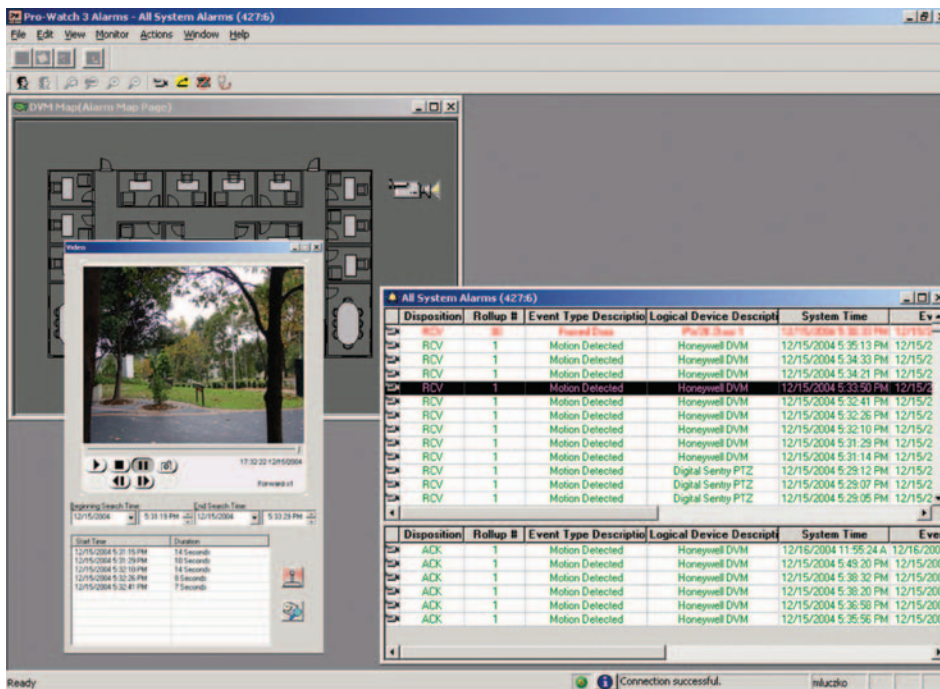 Pro-Watch 3 Alarms - All System Alarms (427:6)
File Edit View Monitor Actions Window Help
DVM Map(Alarm Map Page)
Video
17:32:22 12/15/2004
Forward x1
Beginning Search Time End Search Time
12/15/2004 12/15/2004
Start Time Duration
12/15/2004 5:31:15 PM 14 Seconds
12/15/2004 5:31:29 PM 10 Seconds
12/15/2004 5:32:10 PM 14 Seconds
12/15/2004 5:32:26 PM 8 Seconds
12/15/2004 5:32:41 PM 7 Seconds
All System Alarms (427:6)
Disposition Rollup # Event Type Descriptio Logical Device Descripti System Time Ev
RCV
RCV 1 Motion Detected Honeywell DVM 12/15/2004 5:35:13 PM 12/15/2
RCV 1 Motion Detected Honeywell DVM 12/15/2004 5:34:33 PM 12/15/2
RCV 1 Motion Detected Honeywell DVM 12/15/2004 5:34:21 PM 12/15/2
RCV 1 Motion Detected Honeywell DVM 12/15/2004 5:33:50 PM 12/15/2
RCV 1 Motion Detected Honeywell DVM 12/15/2004 5:32:41 PM 12/15/2
RCV 1 Motion Detected Honeywell DVM 12/15/2004 5:32:26 PM 12/15/2
RCV 1 Motion Detected Honeywell DVM 12/15/2004 5:32:10 PM 12/15/2
RCV 1 Motion Detected Honeywell DVM 12/15/2004 5:31:29 PM 12/15/2
RCV 1 Motion Detected Honeywell DVM 12/15/2004 5:31:14 PM 12/15/2
RCV 1 Motion Detected Digital Sentry PTZ 12/15/2004 5:29:12 PM 12/15/2
RCV 1 Motion Detected Digital Sentry PTZ 12/15/2004 5:29:07 PM 12/15/2
RCV 1 Motion Detected Digital Sentry PTZ 12/15/2004 5:29:05 PM 12/15/2
Disposition Rollup # Event Type Descriptio Logical Device Descripti System Time Eve
ACK 1 Motion Detected Honeywell DVM 12/16/2004 11:55:24 A 12/16/200
ACK 1 Motion Detected Honeywell DVM 12/15/2004 5:49:20 PM 12/15/200
ACK 1 Motion Detected Honeywell DVM 12/15/2004 5:38:32 PM 12/15/200
ACK 1 Motion Detected Honeywell DVM 12/15/2004 5:38:20 PM 12/15/200
ACK 1 Motion Detected Honeywell DVM 12/15/2004 5:36:58 PM 12/15/200
ACK 1 Motion Detected Honeywell DVM 12/15/2004 5:35:56 PM 12/15/200
Ready Connection successful. mluczko